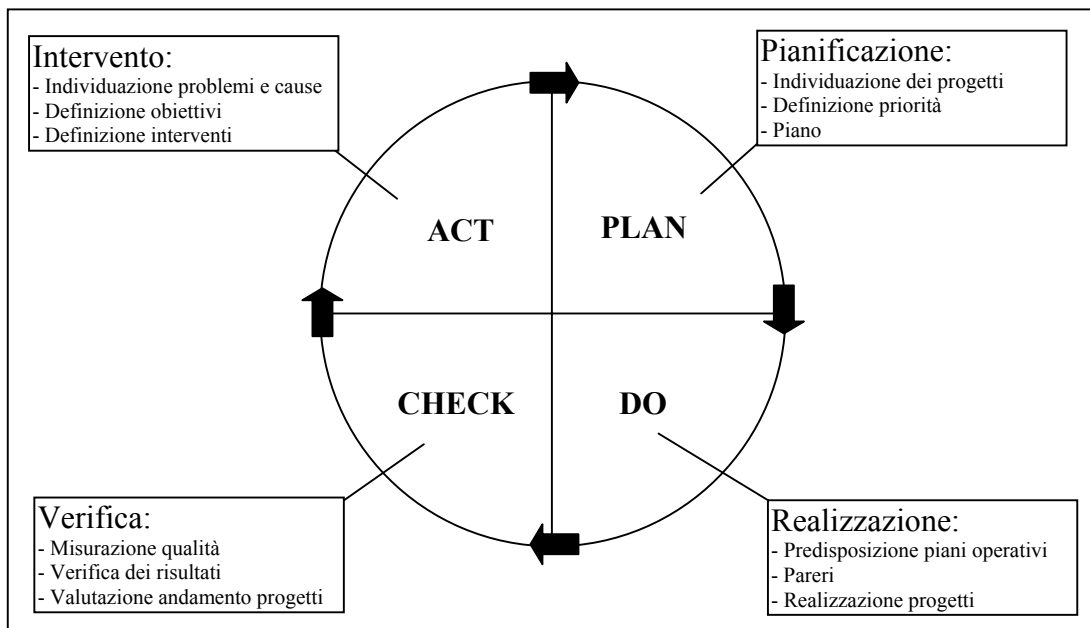 Intervento:
- Individuazione problemi e cause
- Definizione obiettivi
- Definizione interventi
Pianificazione:
- Individuazione dei progetti
- Definizione priorità
- Piano
ACT
PLAN
CHECK
DO
Verifica:
- Misurazione qualità
- Verifica dei risultati
- Valutazione andamento progetti
Realizzazione:
- Predisposizione piani operativi
- Pareri
- Realizzazione progetti